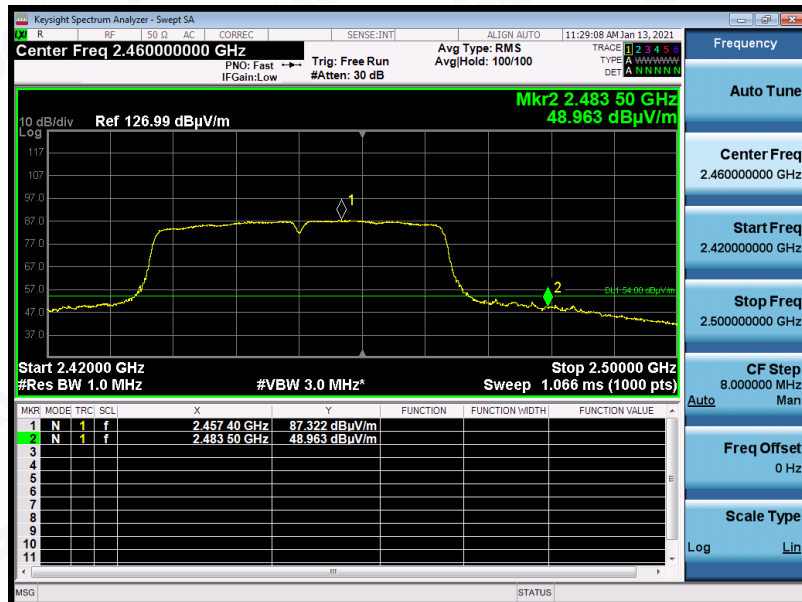 Keysight Spectrum Analyzer - Swept SA
LXI R RF 50 Ω AC CORREC SENSE:INT ALIGN AUTO 11:29:08 AM Jan 13, 2021
Center Freq 2.460000000 GHz
PNO: Fast
IFGain:Low
Trig: Free Run
#Atten: 30 dB
Avg Type: RMS
Avg|Hold: 100/100
TRACE 1 2 3 4 5 6
TYPE A WWWWW
DET A N N N N N
Mkr2 2.483 50 GHz
48.963 dBµV/m
10 dB/div Ref 126.99 dBµV/m
Log
117
107
97.0
87.0
77.0
67.0
57.0
47.0
37.0
1
2
DL1 54.00 dBµV/m
Start 2.42000 GHz Stop 2.50000 GHz
#Res BW 1.0 MHz #VBW 3.0 MHz* Sweep 1.066 ms (1000 pts)
MKR MODE TRC SCL X Y FUNCTION FUNCTION WIDTH FUNCTION VALUE
1 N 1 f 2.457 40 GHz 87.322 dBµV/m
2 N 1 f 2.483 50 GHz 48.963 dBµV/m
3
4
5
6
7
8
9
10
11
MSG STATUS
Frequency
Auto Tune
Center Freq
2.460000000 GHz
Start Freq
2.420000000 GHz
Stop Freq
2.500000000 GHz
CF Step
8.000000 MHz
Auto Man
Freq Offset
0 Hz
Scale Type
Log Lin